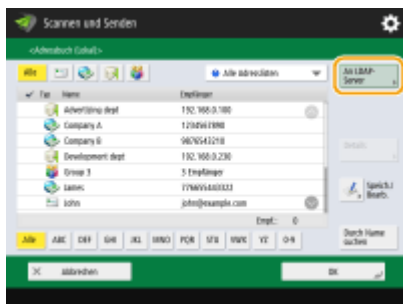 Scannen und Senden
<Adressbuch (Lokal)>
Alle
Alle Adresslisten
An LDAP-
Server
Typ Name Empfänger
Advertizing dept 192.168.0.100
Company A 1234567890
Company B 9876543210
Development dept 192.168.0.230
Group 3 3 Empfänger
James 776655443322
John john@example.com
Details
Speich./
Bearb.
Empf.: 0
Alle ABC DEF GHI JKL MNO PQR STU VWX YZ 0-9
Durch Name
suchen
Abbrechen OK